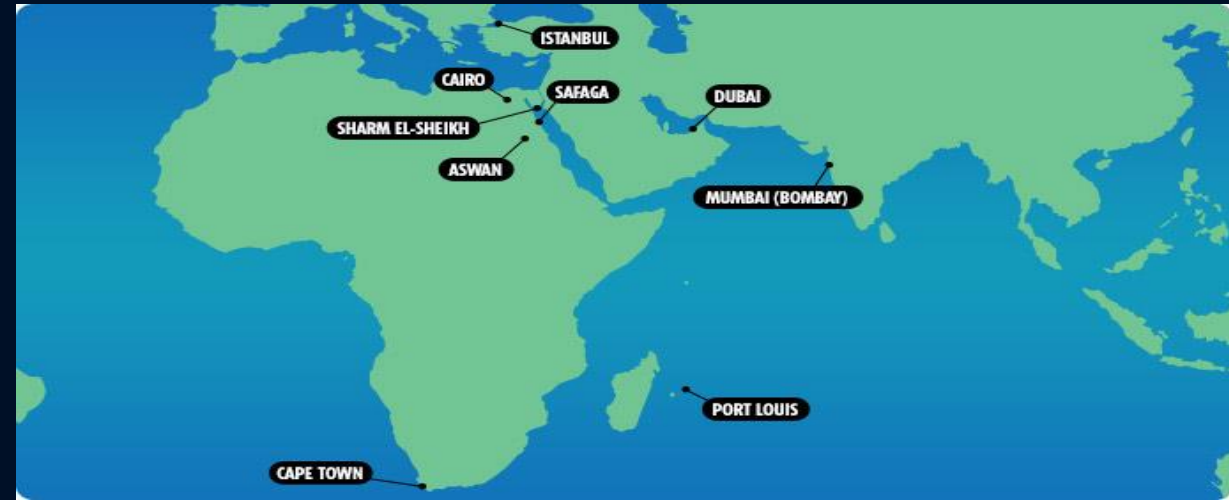 ISTANBUL
CAIRO
SAFAGA
DUBAI
SHARM EL-SHEIKH
ASWAN
MUMBAI (BOMBAY)
PORT LOUIS
CAPE TOWN